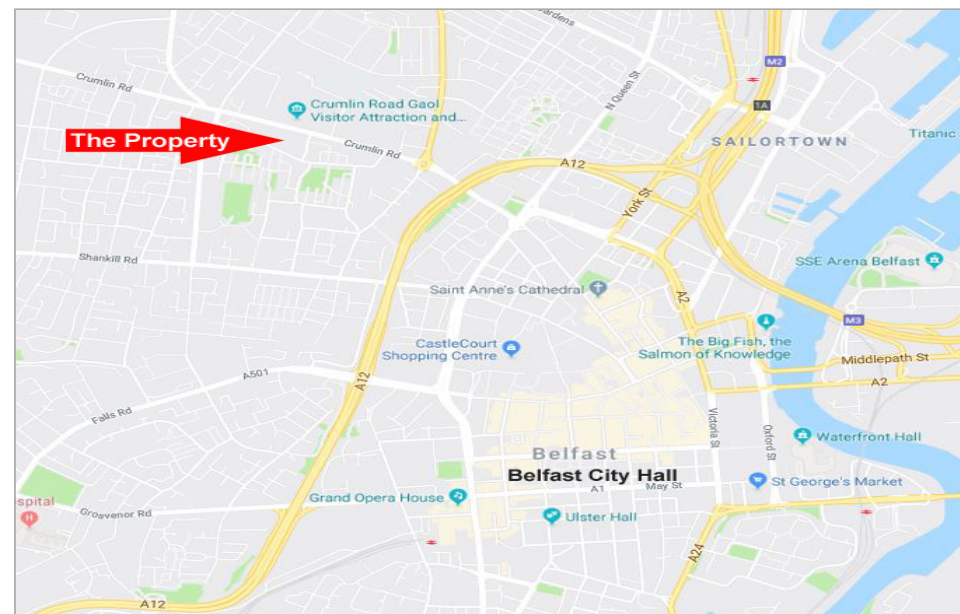 Gardens
M2
Crumlin Rd
N Queen St
1A
Crumlin Road Gaol
Visitor Attraction and...
The Property
SAILORTOWN
Titanic
Crumlin Rd
A12
York St
Shankill Rd
SSE Arena Belfast
Saint Anne's Cathedral
A2
M3
CastleCourt
Shopping Centre
The Big Fish, the
Salmon of Knowledge
Middlepath St
A501
A12
A2
Falls Rd
Victoria St
Oxford St
Waterfront Hall
Belfast
Belfast City Hall
St George's Market
A1
May St
Grand Opera House
spital
H
Grosvenor Rd
Ulster Hall
A24
A12